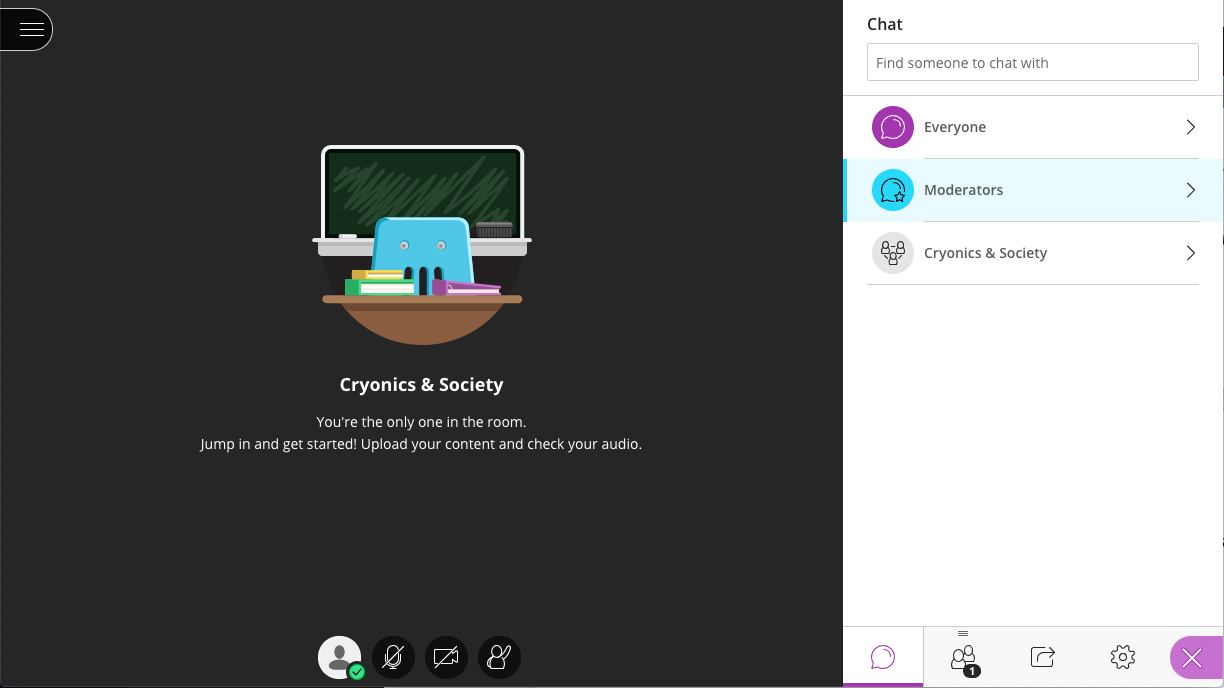 Chat
Find someone to chat with
Everyone
Moderators
Cryonics & Society
Cryonics & Society
You're the only one in the room.
Jump in and get started! Upload your content and check your audio.
1